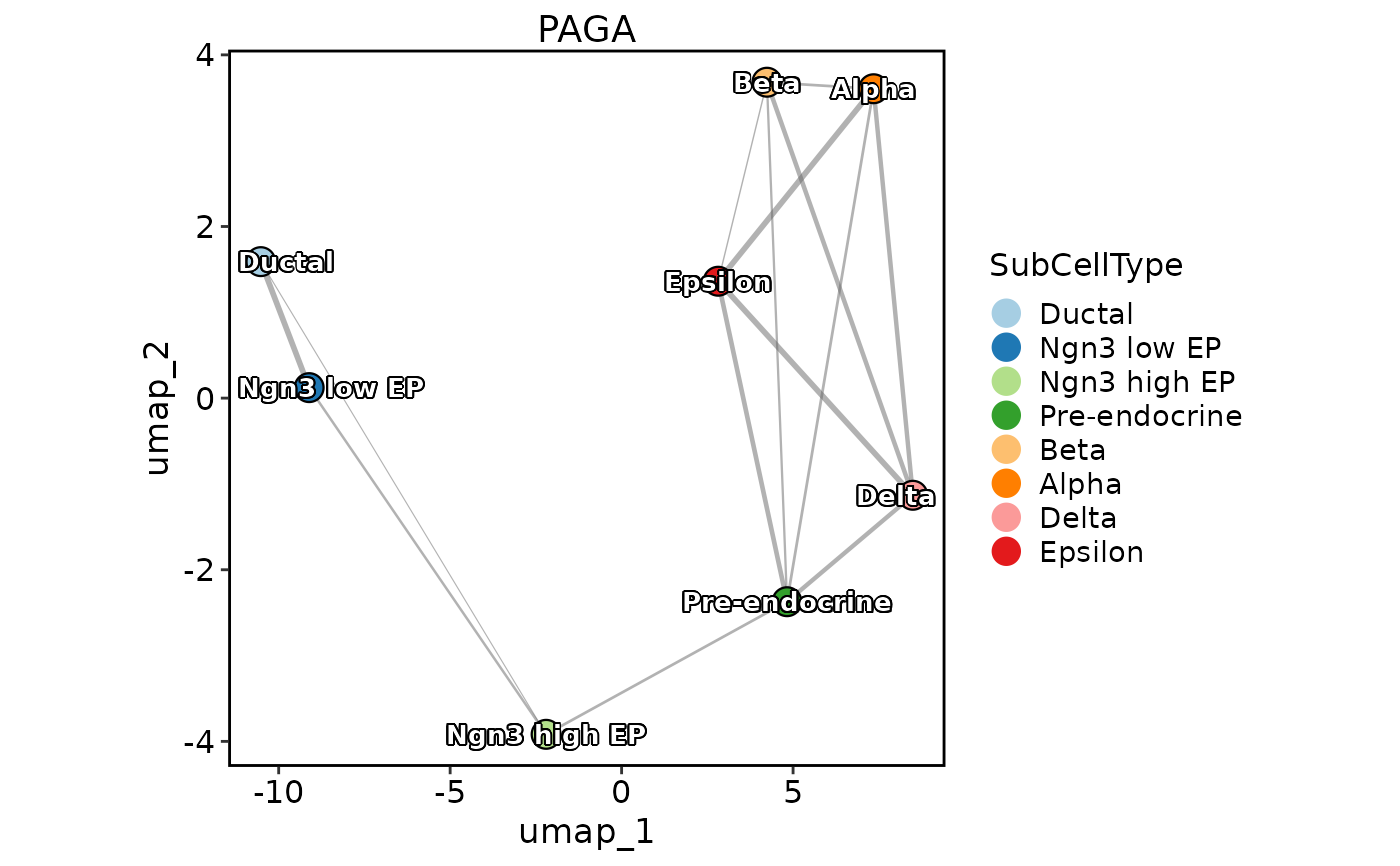 PAGA
4
2
0
-2
-4
umap_2
Beta
Alpha
Ductal
Epsilon
Ngn3 low EP
Delta
Pre-endocrine
Ngn3 high EP
-10
-5
0
5
umap_1
SubCellType
Ductal
Ngn3 low EP
Ngn3 high EP
Pre-endocrine
Beta
Alpha
Delta
Epsilon